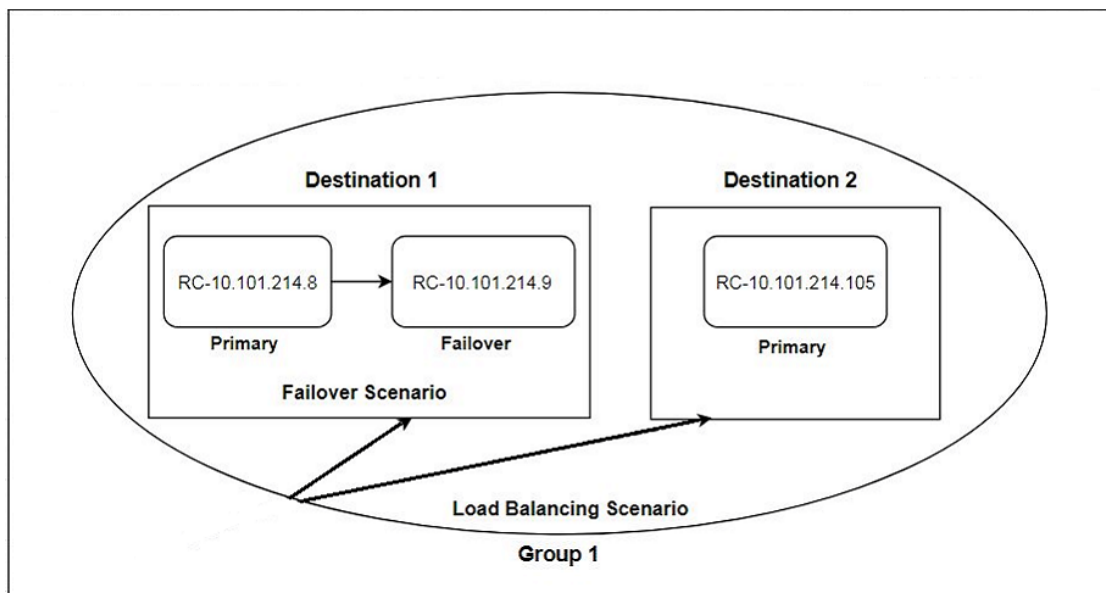 Destination 1
Destination 2
RC-10.101.214.8
RC-10.101.214.9
RC-10.101.214.105
Primary
Failover
Primary
Failover Scenario
Load Balancing Scenario
Group 1